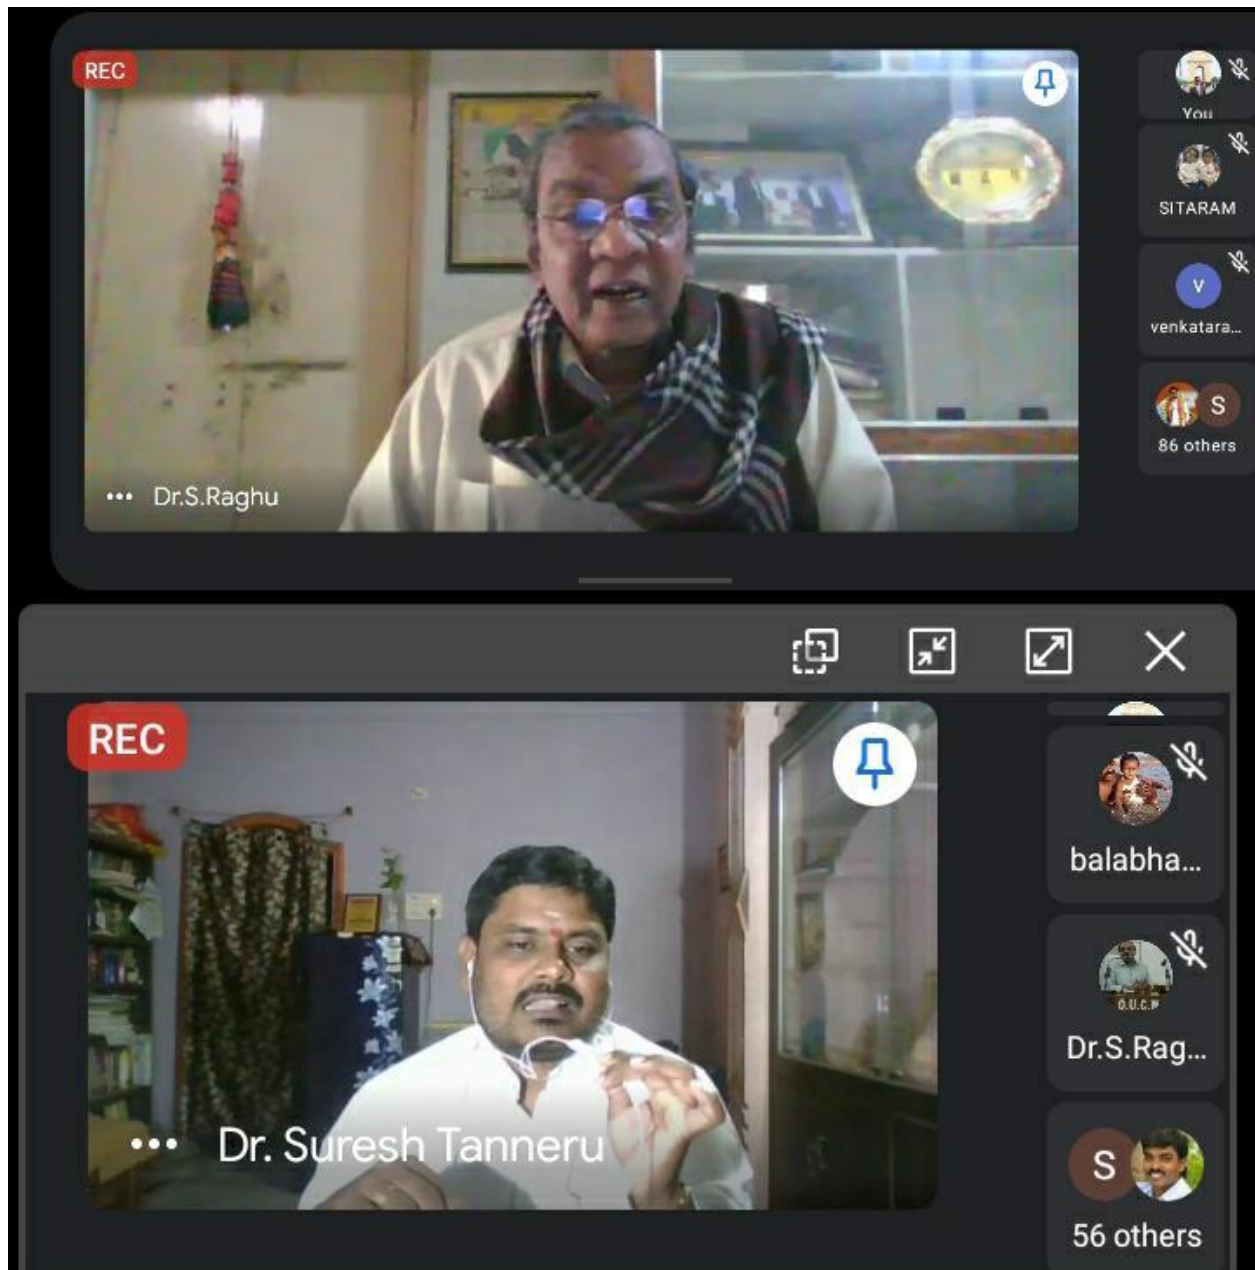 REC
You
SITARAM
V
venkatara...
S
86 others
Dr.S.Raghu
REC
balabha...
O.U.C.P
Dr.S.Rag...
S
56 others
Dr. Suresh Tanneru